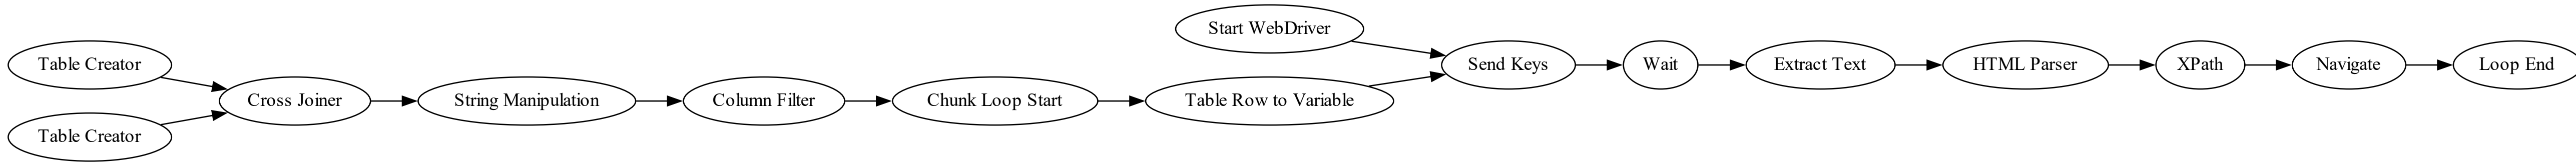 Table Creator
Table Creator
Cross Joiner
String Manipulation
Column Filter
Chunk Loop Start
Start WebDriver
Table Row to Variable
Send Keys
Wait
Extract Text
HTML Parser
XPath
Navigate
Loop End